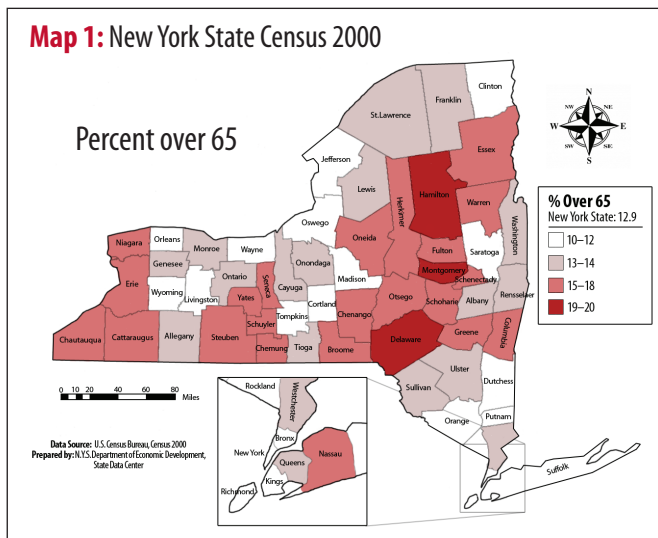 Map 1: New York State Census 2000
Percent over 65
N
NW
NE
W
E
SW
SE
S
% Over 65
New York State: 12.9
10–12
13–14
15–18
19–20
Clinton
Franklin
St.Lawrence
Essex
Jefferson
Lewis
Hamilton
Herkimer
Warren
Washington
Oswego
Oneida
Fulton
Saratoga
Niagara
Orleans
Monroe
Wayne
Genesee
Onondaga
Madison
Montgomery
Schenectady
Erie
Ontario
Seneca
Cayuga
Wyoming
Livingston
Yates
Cortland
Otsego
Schoharie
Albany
Rensselaer
Tompkins
Chenango
Schuyler
Chautauqua
Cattaraugus
Allegany
Steuben
Chemung
Tioga
Broome
Delaware
Greene
Columbia
Ulster
Sullivan
Dutchess
Orange
Putnam
Suffolk
0 10 20 40 60 80 Miles
Data Source: U.S. Census Bureau, Census 2000
Prepared by: N.Y.S. Department of Economic Development,
State Data Center
Rockland
Westchester
Bronx
New York
Queens
Nassau
Kings
Richmond